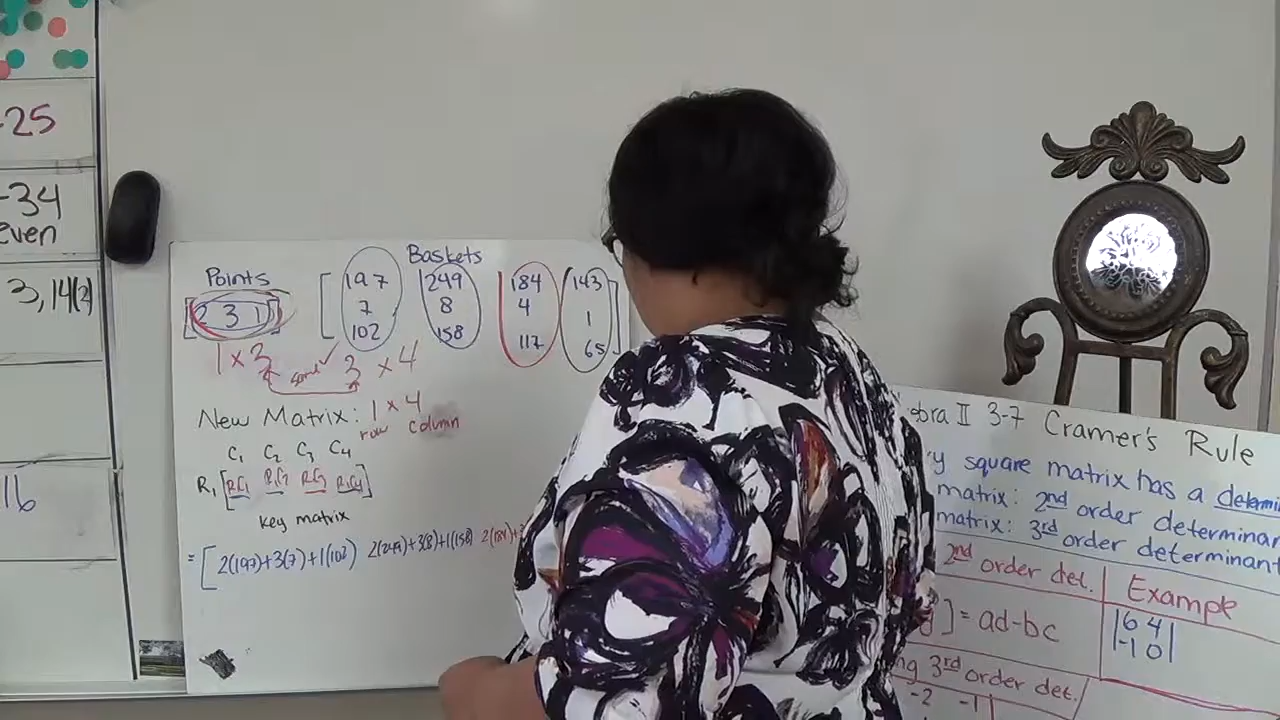 -25
-34
even
3, 14(2)
16
Points
Baskets
[2 3 1]
197 249 184 143
7 8 4 1
102 158 117 65
1 x 3 same ✓ 3 x 4
New Matrix: 1 x 4
row column
C1 C2 C3 C4
R1 [R1C1 R1C2 R1C3 R1C4]
Key matrix
= [2(197)+3(7)+1(102) 2(249)+3(8)+1(158) 2(184)+3
bra II 3-7 Cramer's Rule
y square matrix has a determi
matrix: 2nd order determinan
matrix: 3rd order determinant
2nd order det. Example
] = ad-bc
|6 4|
|-1 0|
ng 3rd order det.
-2 -1